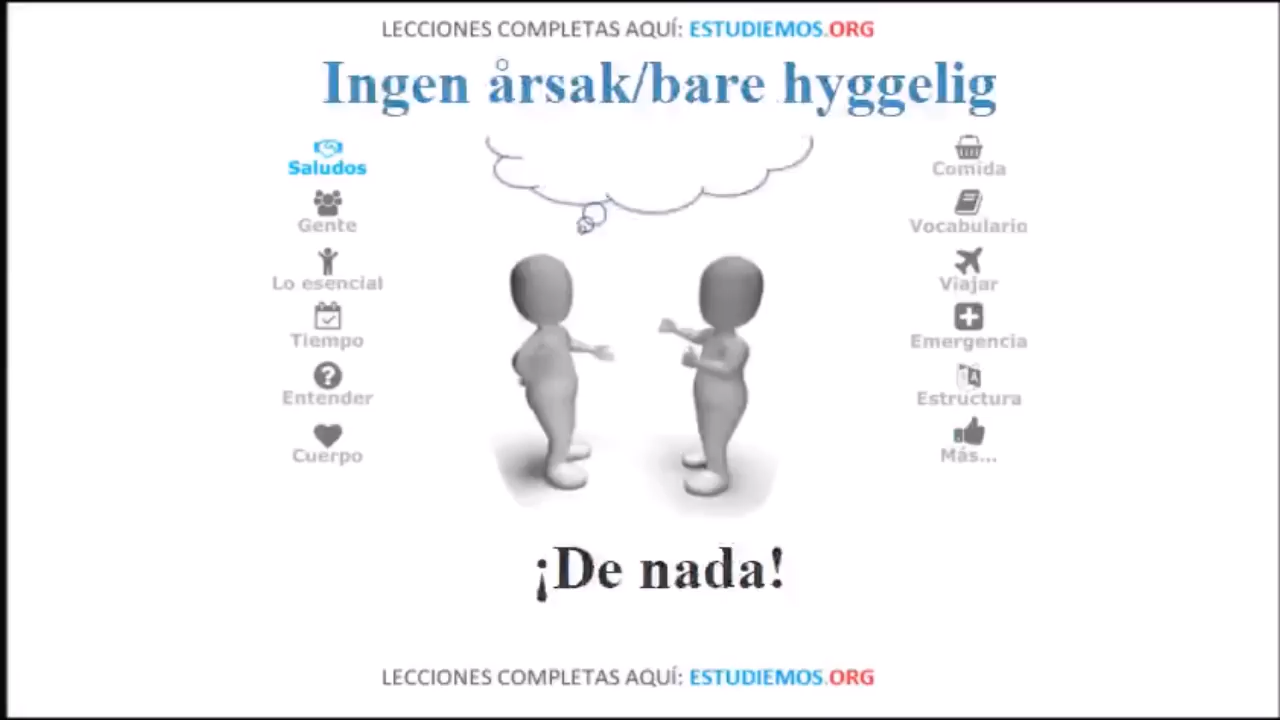 LECCIONES COMPLETAS AQUÍ: ESTUDIEMOS.ORG
Ingen årsak/bare hyggelig
Saludos
Gente
Lo esencial
Tiempo
Entender
Cuerpo
Comida
Vocabulario
Viajar
Emergencia
Estructura
Más...
¡De nada!
LECCIONES COMPLETAS AQUÍ: ESTUDIEMOS.ORG